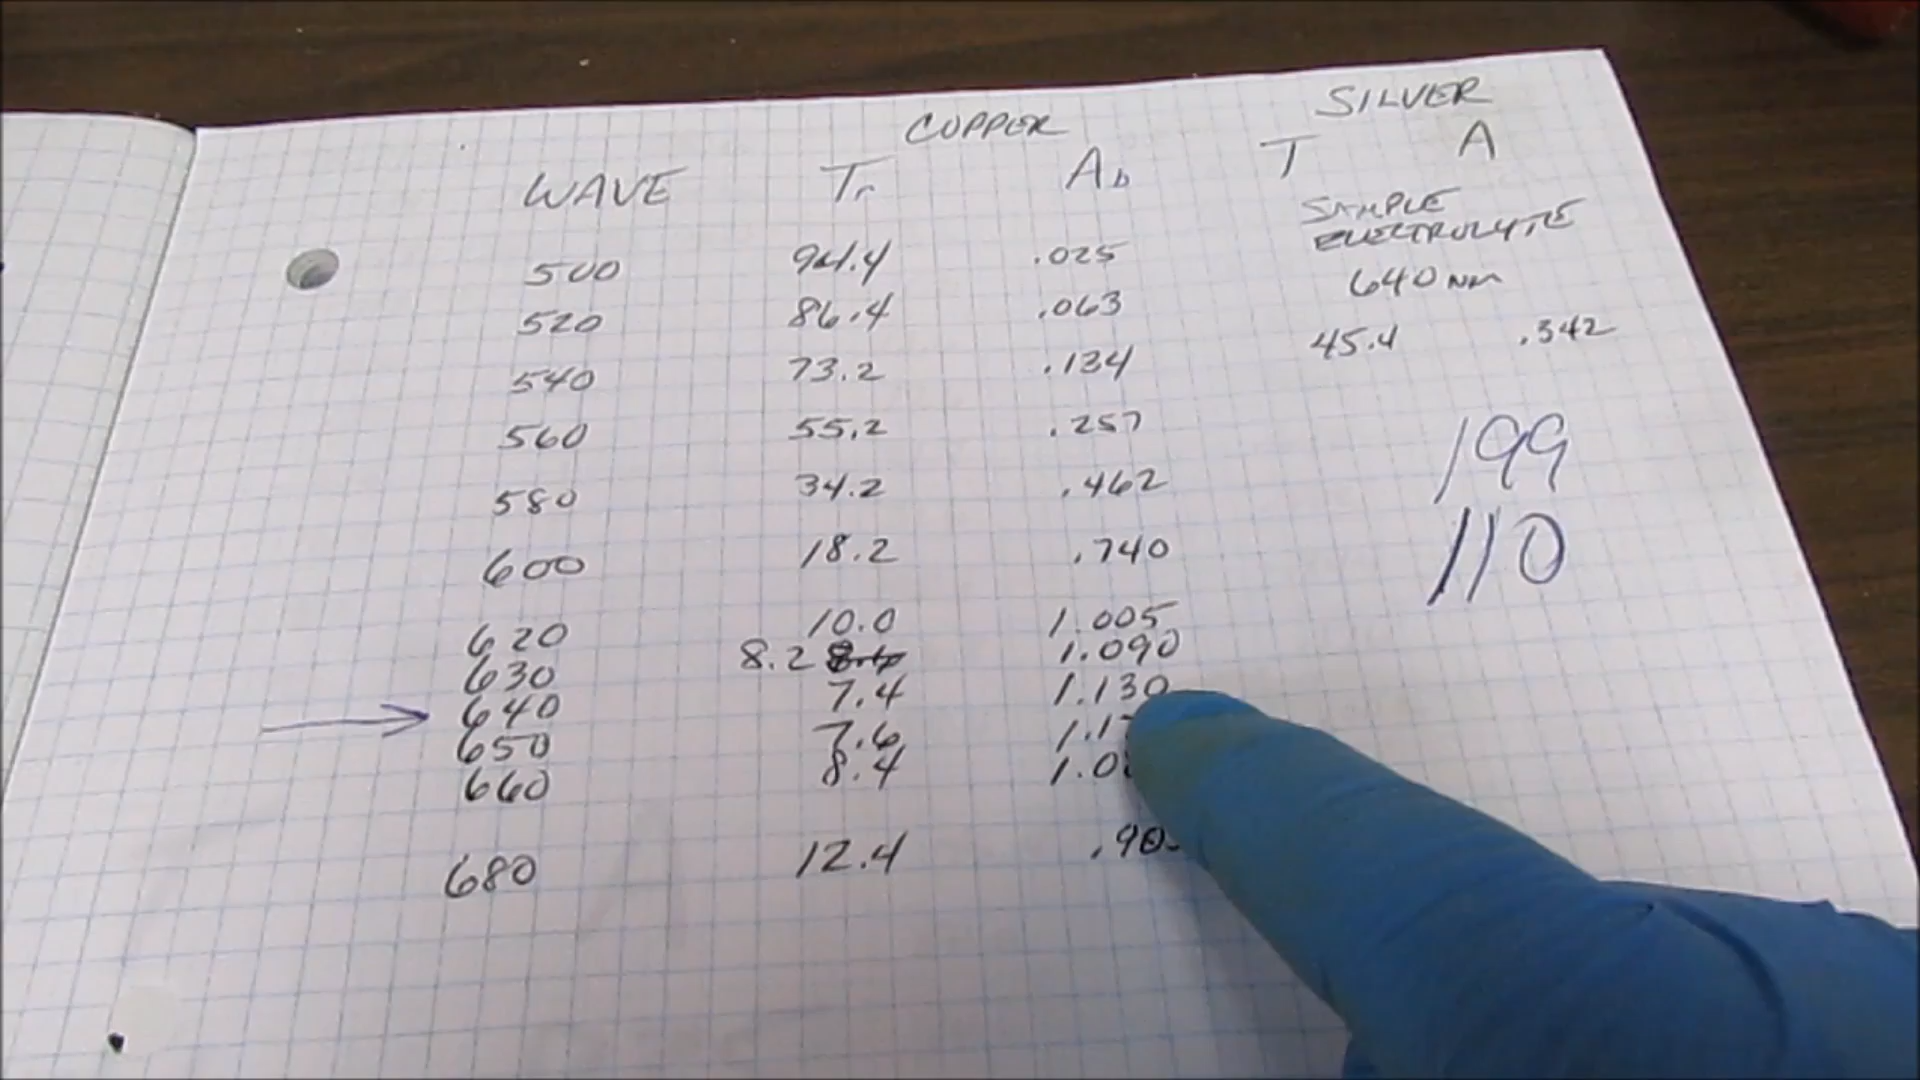 COPPER SILVER
WAVE Tr Ab T A
SAMPLE
ELECTROLYTE
640 nm
45.4 .342
199
110
500 94.4 .025
520 86.4 .063
540 73.2 .134
560 55.2 .257
580 34.2 .462
600 18.2 .740
620 10.0 1.005
630 8.2 1.090
640 7.4 1.130
650 7.6
660 8.4
680 12.4